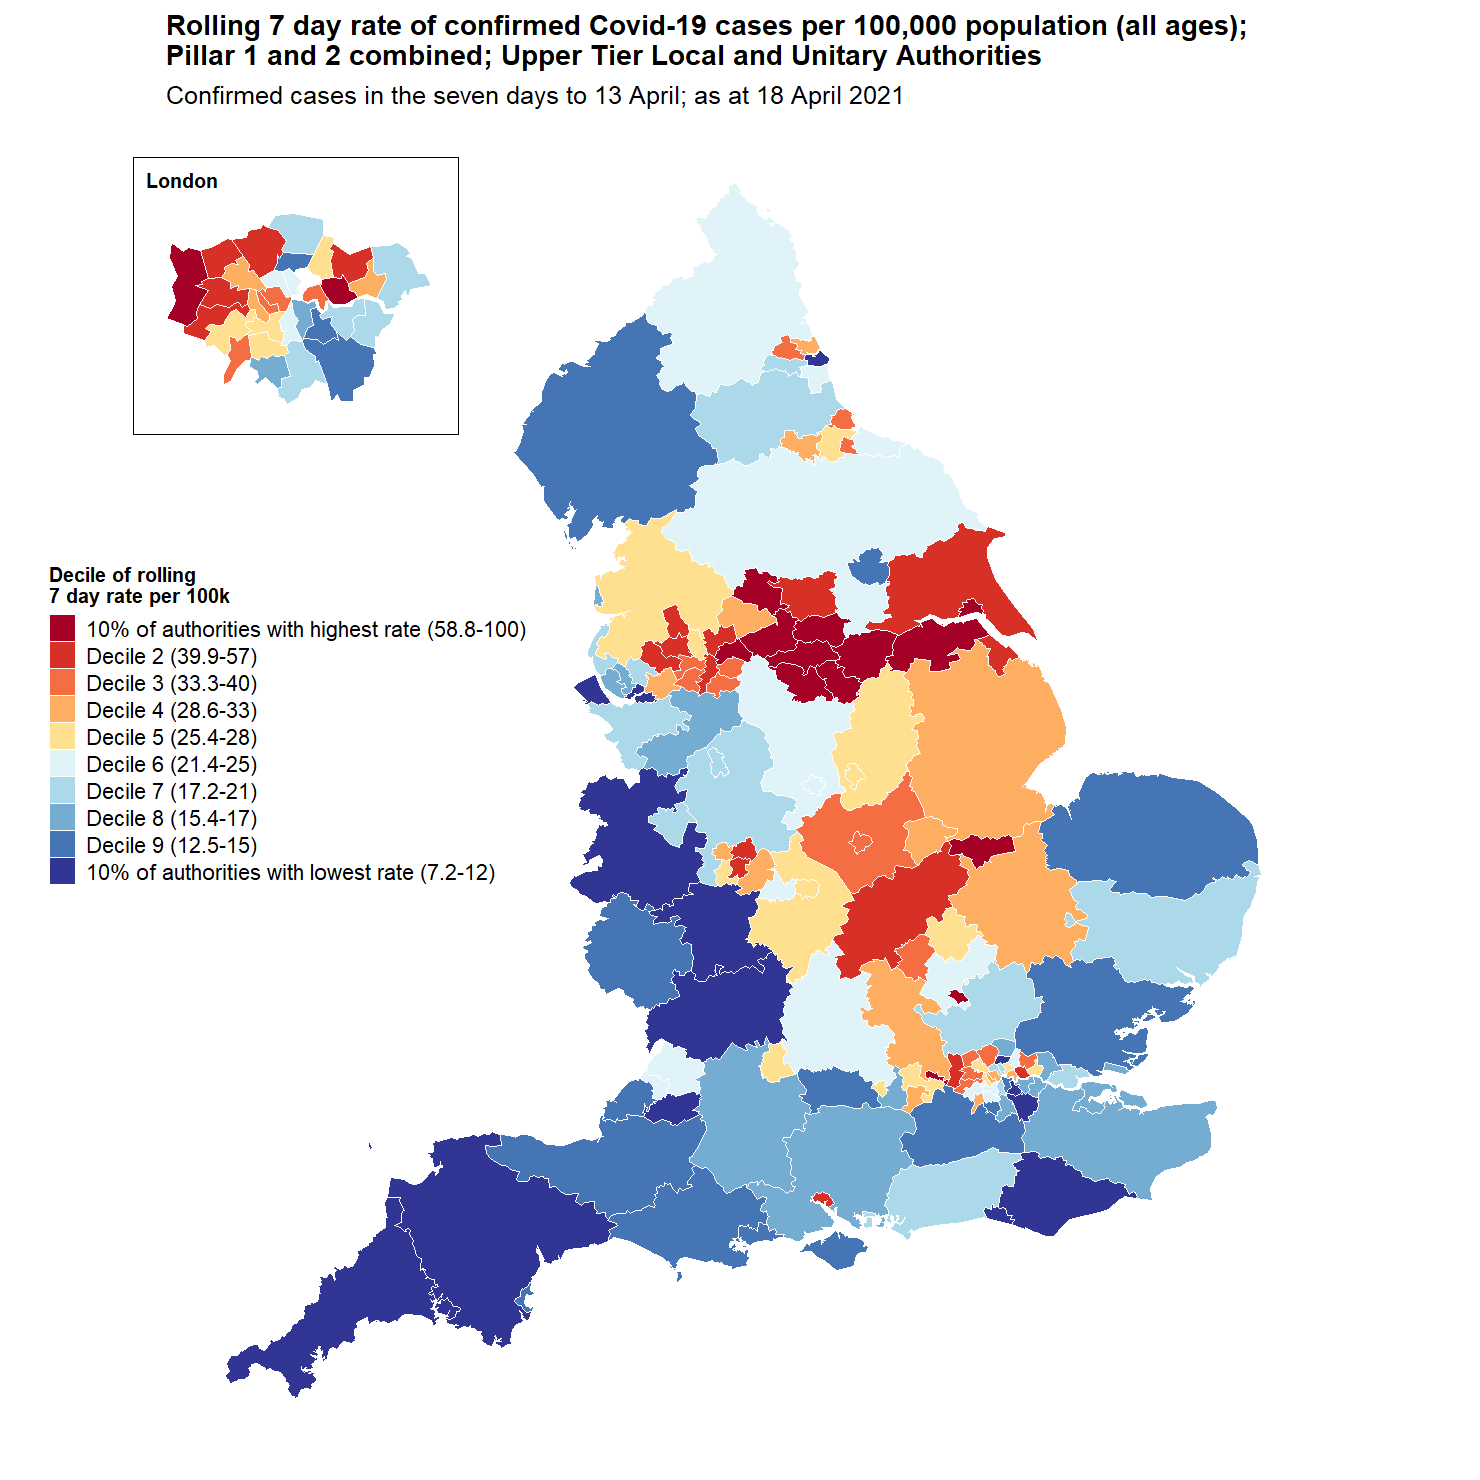 Rolling 7 day rate of confirmed Covid-19 cases per 100,000 population (all ages);
Pillar 1 and 2 combined; Upper Tier Local and Unitary Authorities
Confirmed cases in the seven days to 13 April; as at 18 April 2021
London
Decile of rolling
7 day rate per 100k
10% of authorities with highest rate (58.8-100)
Decile 2 (39.9-57)
Decile 3 (33.3-40)
Decile 4 (28.6-33)
Decile 5 (25.4-28)
Decile 6 (21.4-25)
Decile 7 (17.2-21)
Decile 8 (15.4-17)
Decile 9 (12.5-15)
10% of authorities with lowest rate (7.2-12)